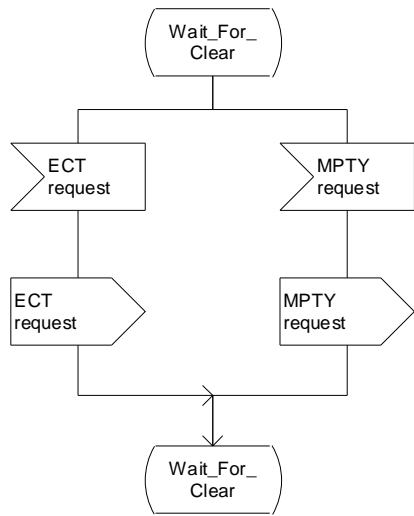 Wait_For_
Clear
ECT
request
MPTY
request
ECT
request
MPTY
request
Wait_For_
Clear